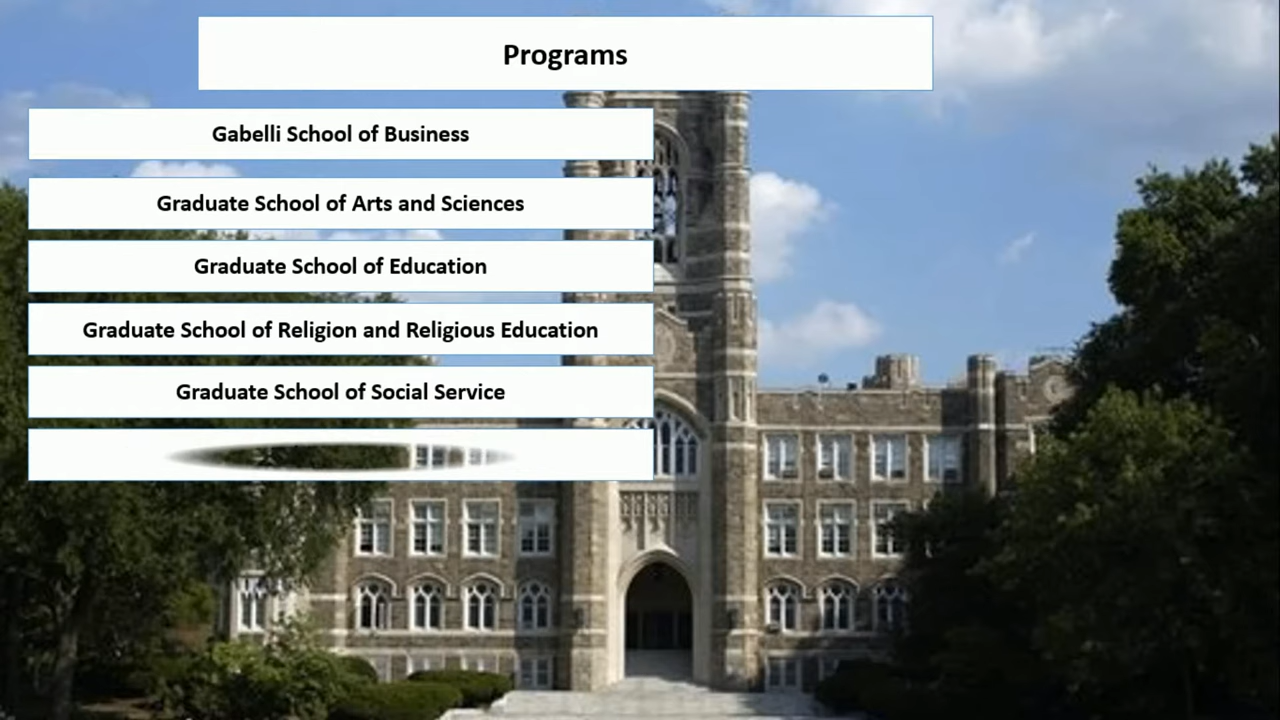 Programs
Gabelli School of Business
Graduate School of Arts and Sciences
Graduate School of Education
Graduate School of Religion and Religious Education
Graduate School of Social Service